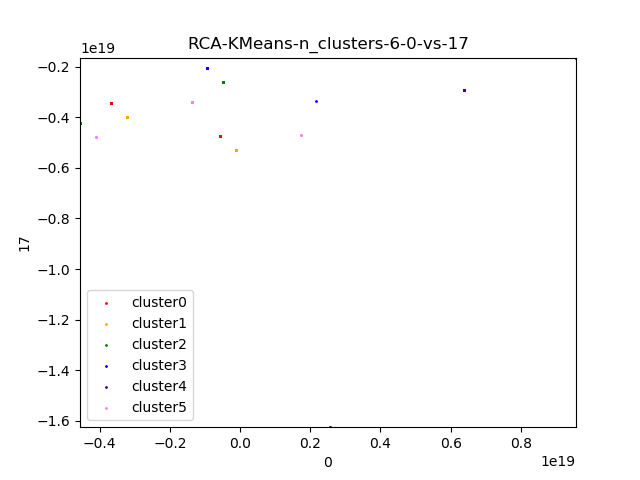 RCA-KMeans-n_clusters-6-0-vs-17
1e19
−0.2
−0.4
−0.6
−0.8
−1.0
−1.2
−1.4
−1.6
17
cluster0
cluster1
cluster2
cluster3
cluster4
cluster5
−0.4
−0.2
0.0
0.2
0.4
0.6
0.8
0
1e19